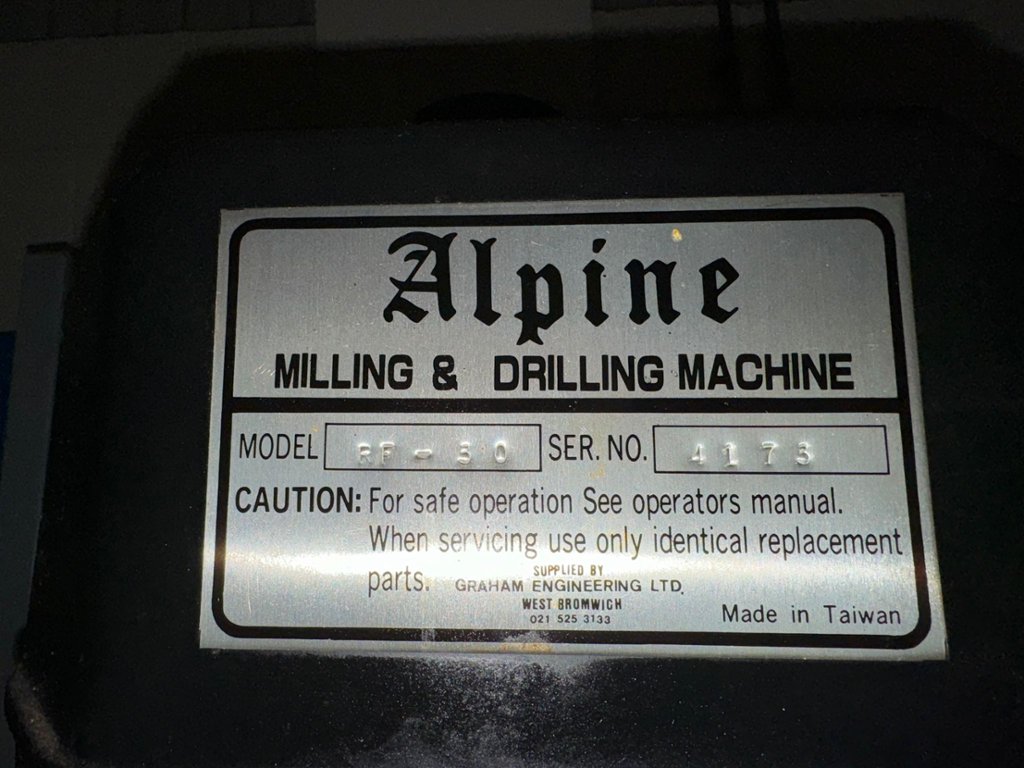 Alpine
MILLING & DRILLING MACHINE
MODEL RF-30 SER. NO. 4173
CAUTION: For safe operation See operators manual.
When servicing use only identical replacement
parts.
SUPPLIED BY
GRAHAM ENGINEERING LTD.
WEST BROMWICH
021 525 3133
Made in Taiwan